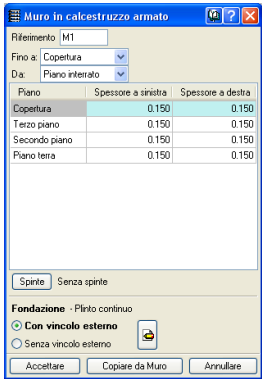 Muro in calcestruzzo armato
Riferimento M1
Fino a: Copertura
Da: Piano interrato
Piano Spessore a sinistra Spessore a destra
Copertura 0.150 0.150
Terzo piano 0.150 0.150
Secondo piano 0.150 0.150
Piano terra 0.150 0.150
Spinte Senza spinte
Fondazione - Plinto continuo
Con vincolo esterno
Senza vincolo esterno
Accettare Copiare da Muro Annullare